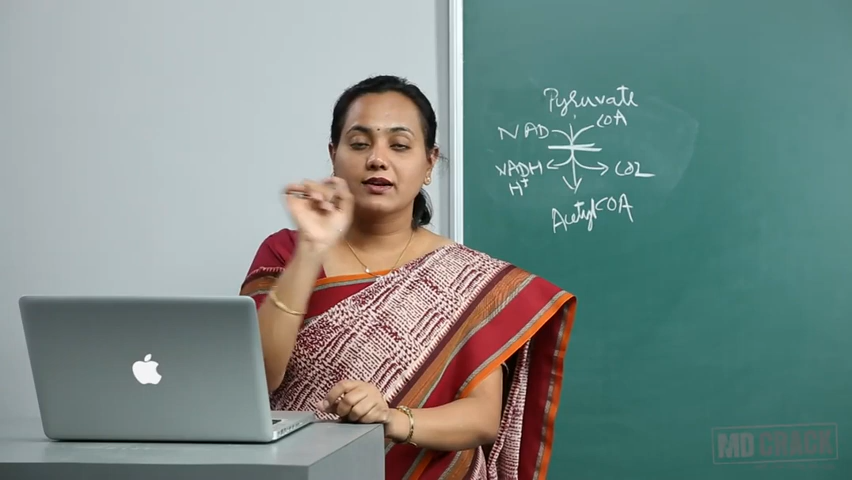 Pyruvate
NAD COA
NADH CO2
H+
AcetylCOA
MD CRACK